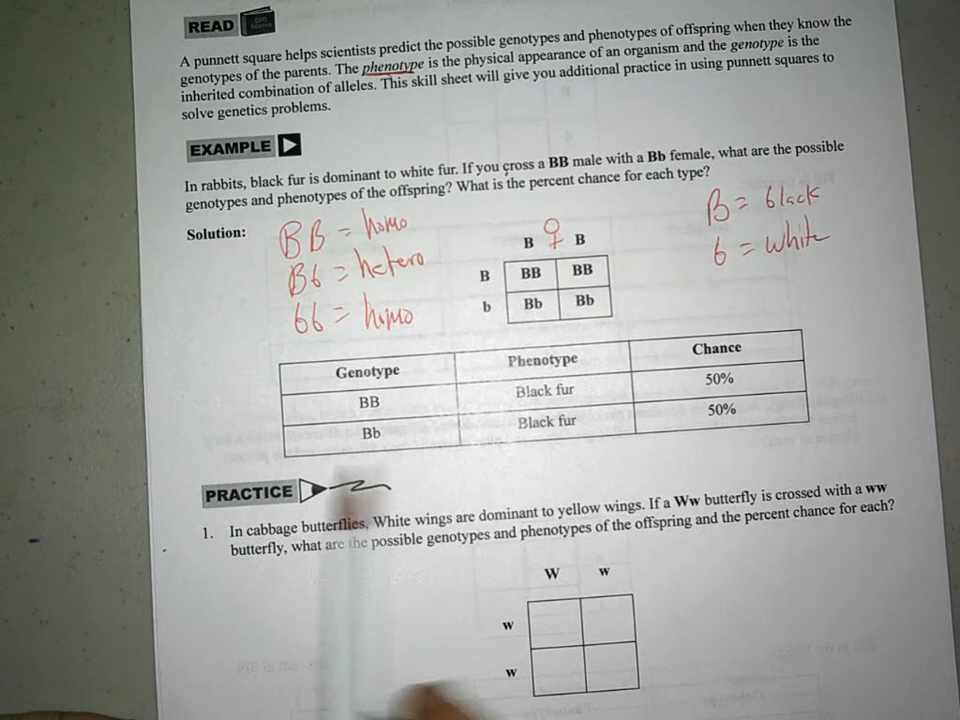 READ
A punnett square helps scientists predict the possible genotypes and phenotypes of offspring when they know the
genotypes of the parents. The phenotype is the physical appearance of an organism and the genotype is the
inherited combination of alleles. This skill sheet will give you additional practice in using punnett squares to
solve genetics problems.
EXAMPLE
In rabbits, black fur is dominant to white fur. If you cross a BB male with a Bb female, what are the possible
genotypes and phenotypes of the offspring? What is the percent chance for each type?
Solution:
BB = homo
Bb = hetero
bb = homo
B = black
b = white
B ♀ B
B BB BB
b Bb Bb
Genotype Phenotype Chance
BB Black fur 50%
Bb Black fur 50%
PRACTICE
1. In cabbage butterflies, White wings are dominant to yellow wings. If a Ww butterfly is crossed with a ww
butterfly, what are the possible genotypes and phenotypes of the offspring and the percent chance for each?
W w
w
w